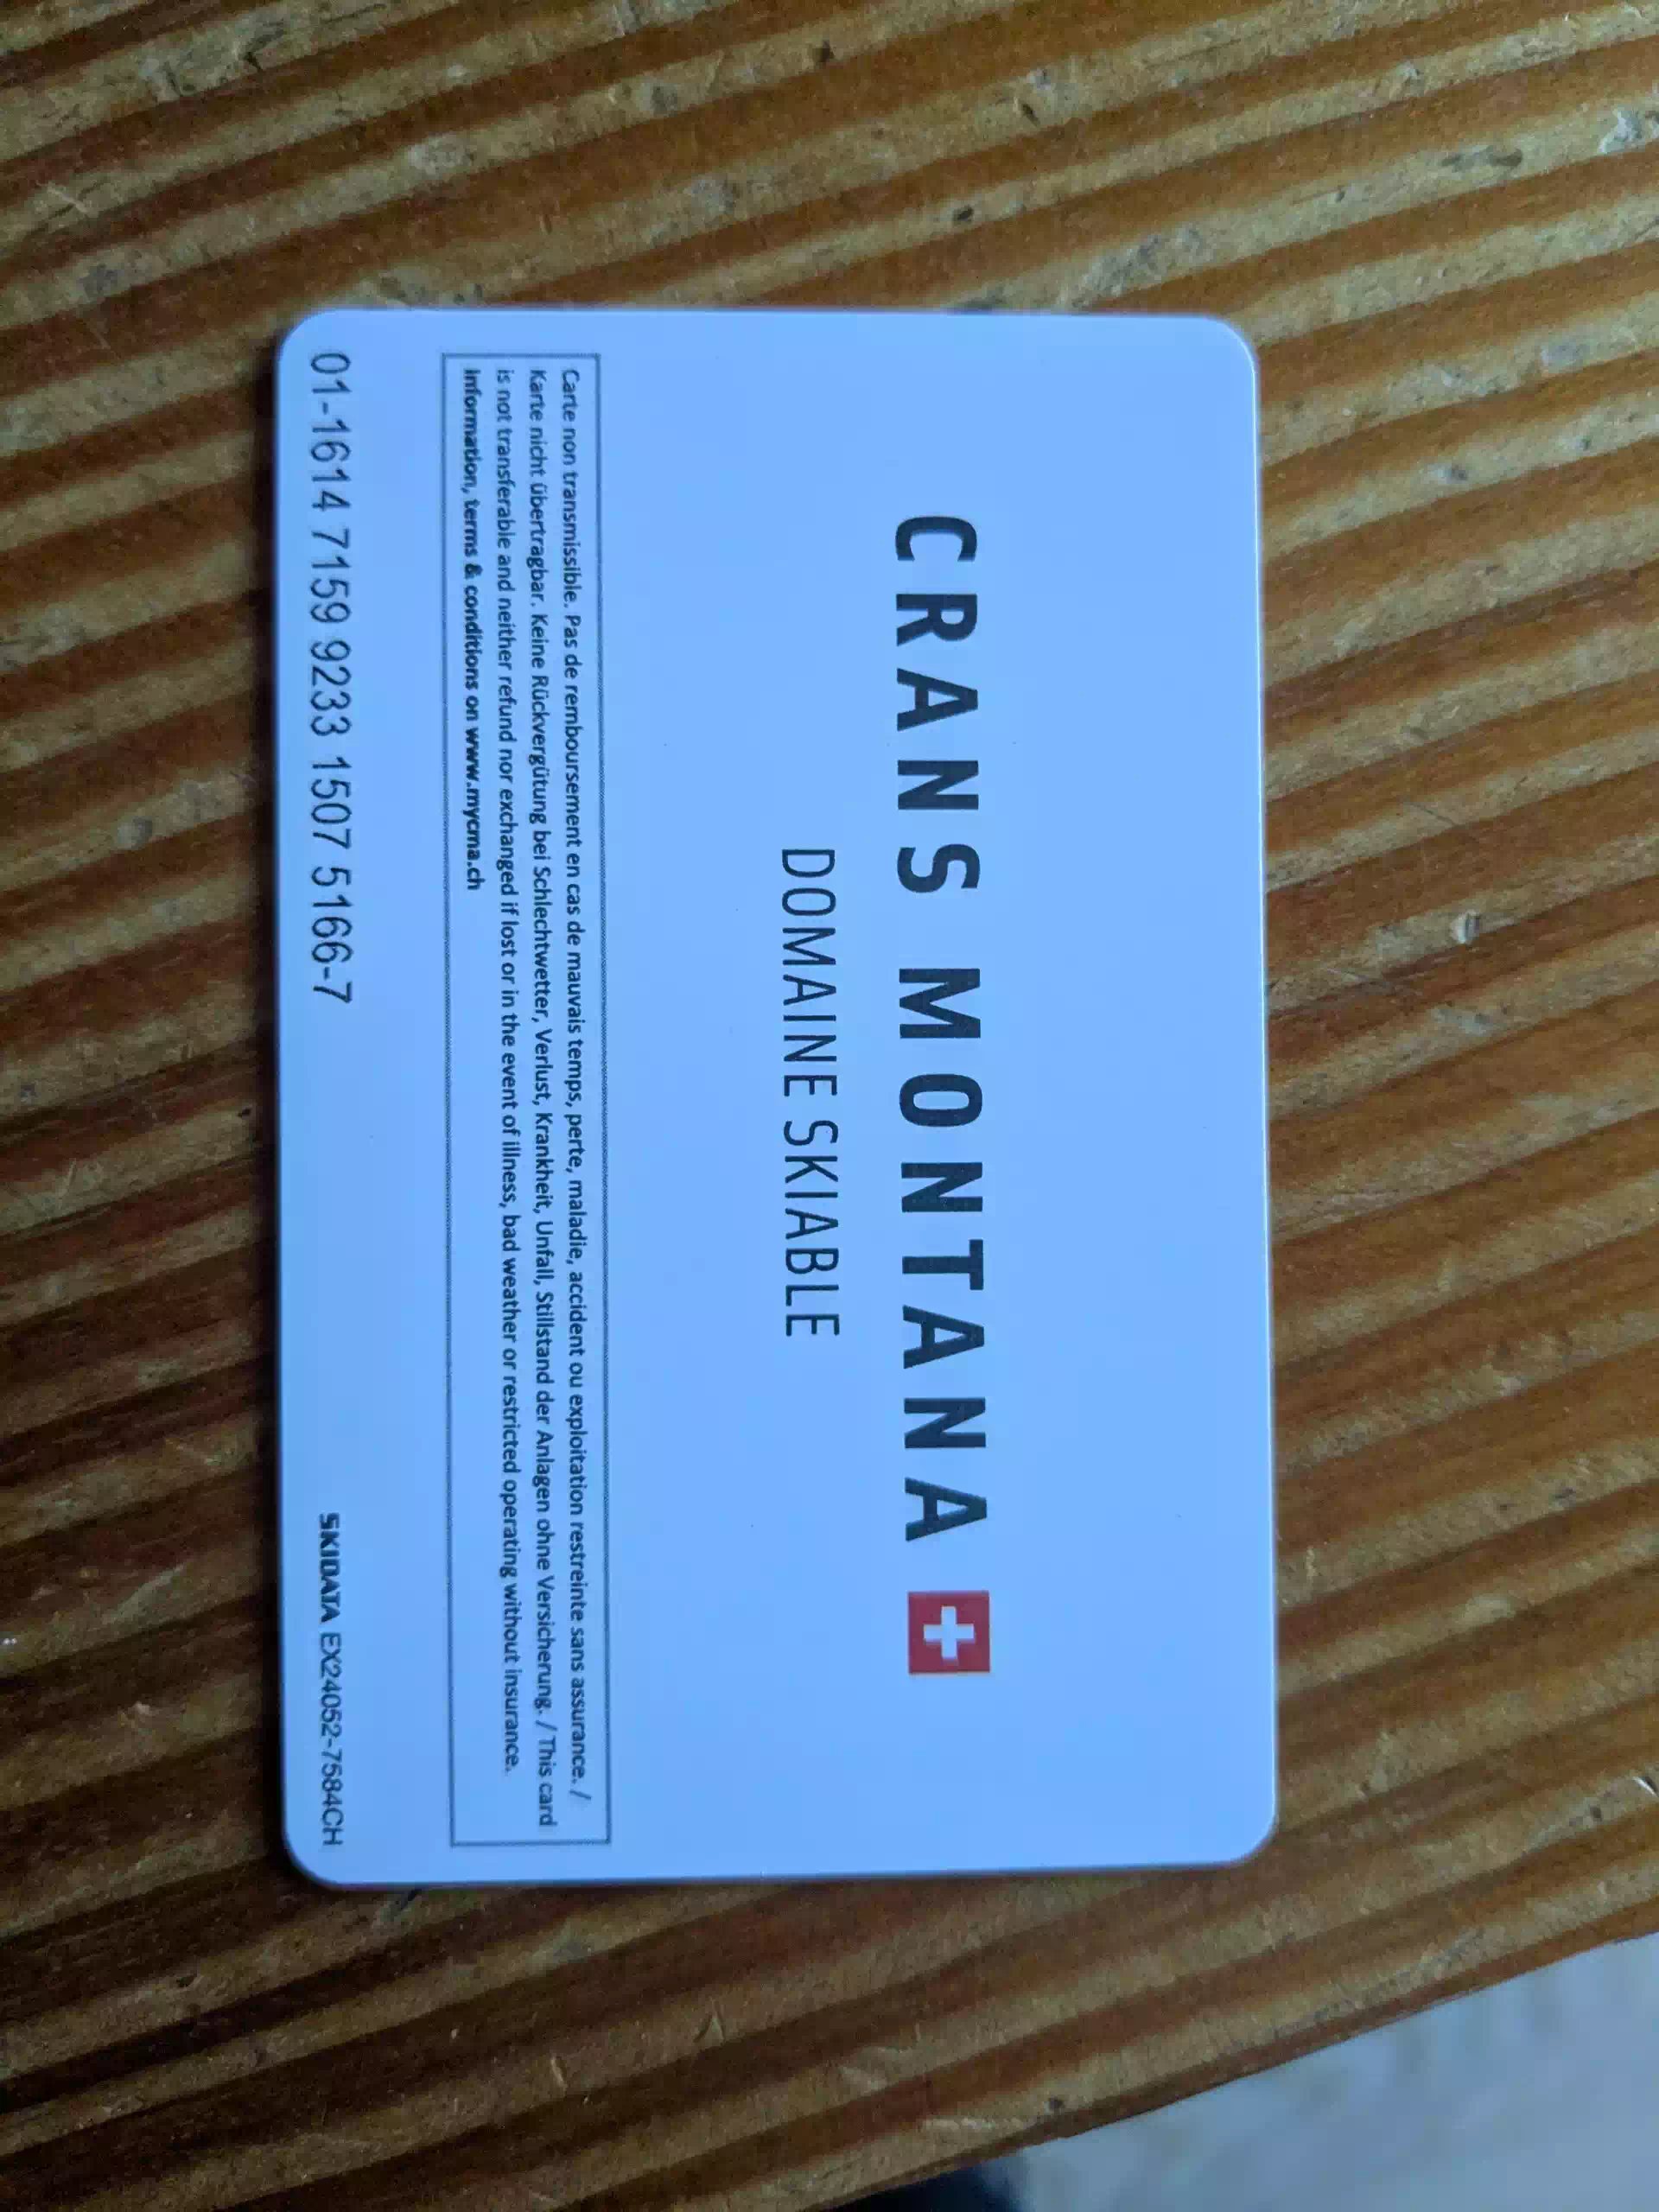 CRANS MONTANA
DOMAINE SKIABLE
Carte non transmissible. Pas de remboursement en cas de mauvais temps, perte, maladie, accident ou exploitation restreinte sans assurance. /
Karte nicht übertragbar. Keine Rückvergütung bei Schlechtwetter, Verlust, Krankheit, Unfall, Stillstand der Anlagen ohne Versicherung. / This card
is not transferable and neither refund nor exchanged if lost or in the event of illness, bad weather or restricted operating without insurance.
Information, terms & conditions on www.mycma.ch
01-1614 7159 9233 1507 5166-7
SKIDATA EX24052-7584CH